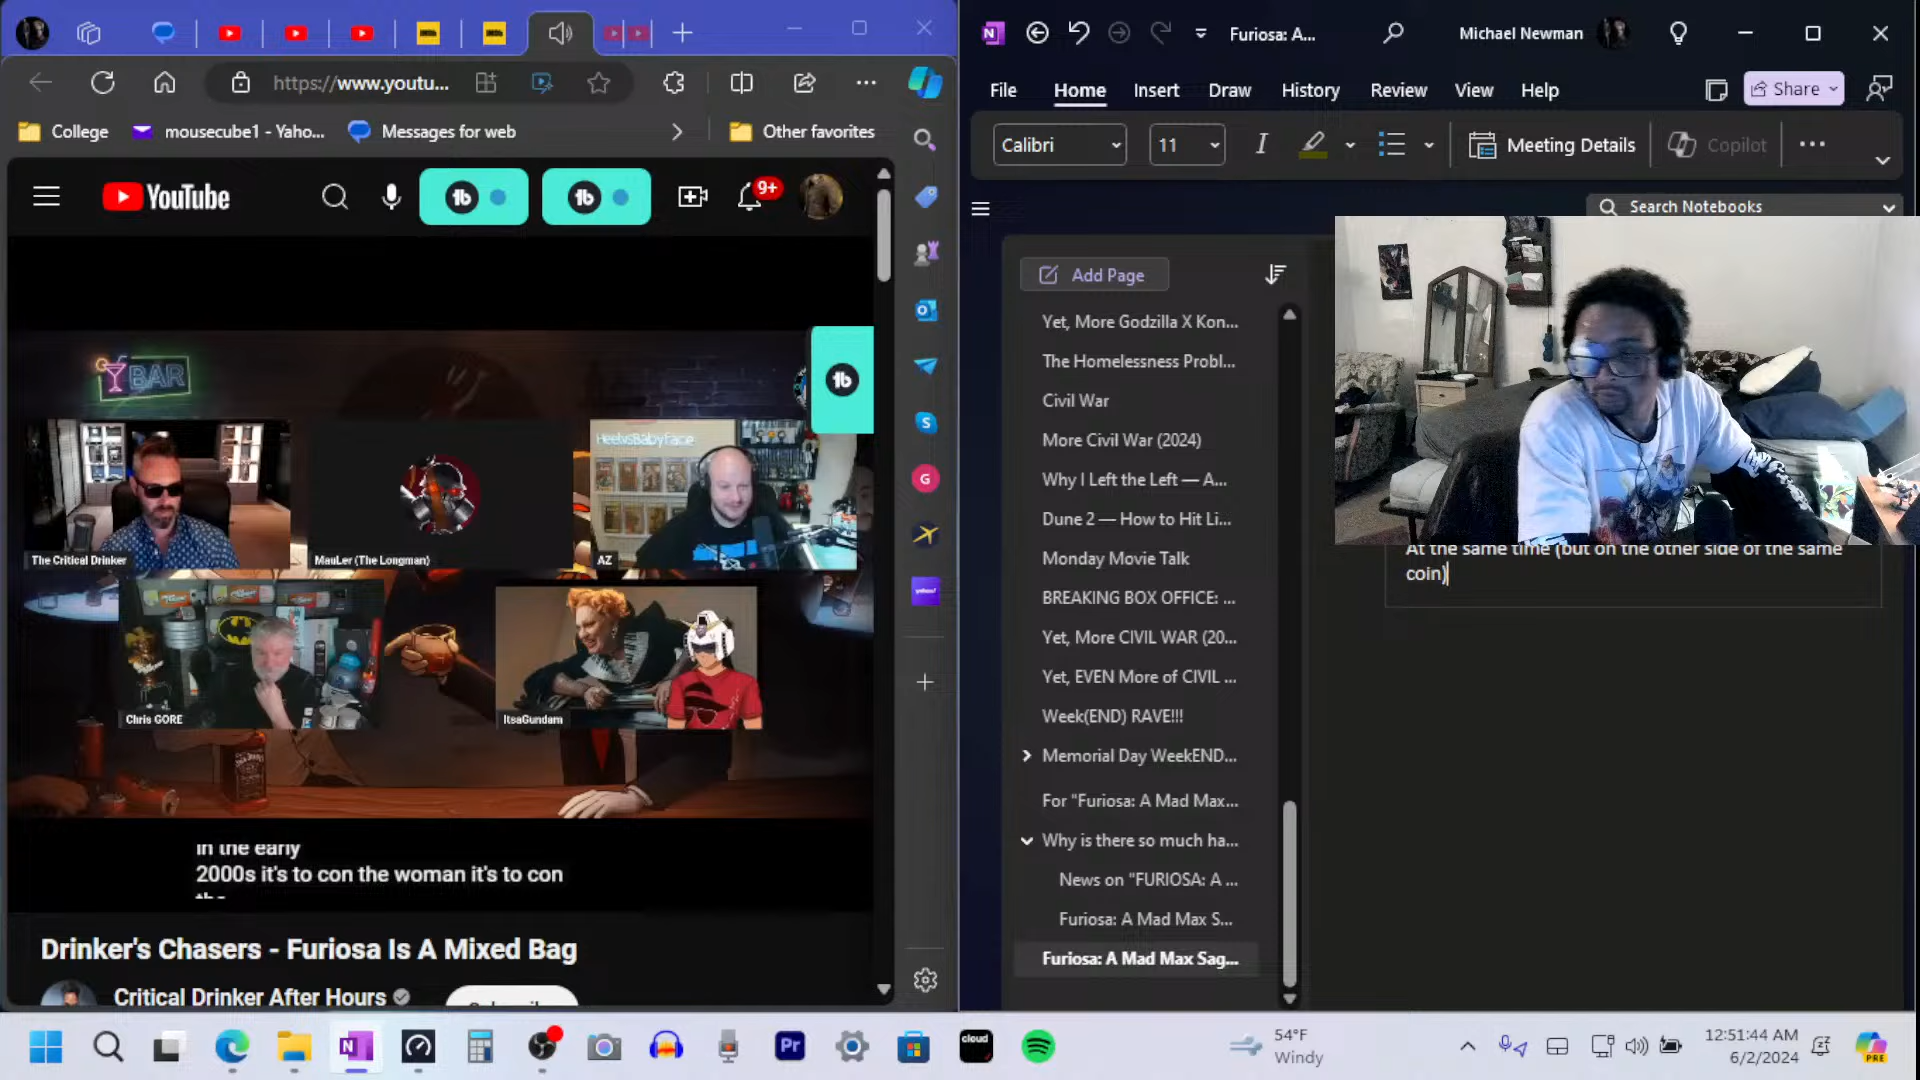 https://www.youtu...
College
mousecube1 - Yaho...
Messages for web
Other favorites
YouTube
9+
BAR
HeelvsBabyFace
The Critical Drinker
MauLer (The Longman)
AZ
Chris GORE
ItsaGundam
in the early
2000s it's to con the woman it's to con
Drinker's Chasers - Furiosa Is A Mixed Bag
Critical Drinker After Hours
Furiosa: A...
Michael Newman
File
Home
Insert
Draw
History
Review
View
Help
Share
Calibri
11
I
Meeting Details
Copilot
Search Notebooks
Add Page
Yet, More Godzilla X Kon...
The Homelessness Probl...
Civil War
More Civil War (2024)
Why I Left the Left — A...
Dune 2 — How to Hit Li...
Monday Movie Talk
BREAKING BOX OFFICE: ...
Yet, More CIVIL WAR (20...
Yet, EVEN More of CIVIL ...
Week(END) RAVE!!!
Memorial Day WeekEND...
For "Furiosa: A Mad Max...
Why is there so much ha...
News on "FURIOSA: A ...
Furiosa: A Mad Max S...
Furiosa: A Mad Max Sag...
At the same time (but on the other side of the same
coin)
Pr
cloud
54°F
Windy
12:51:44 AM
6/2/2024
PRE